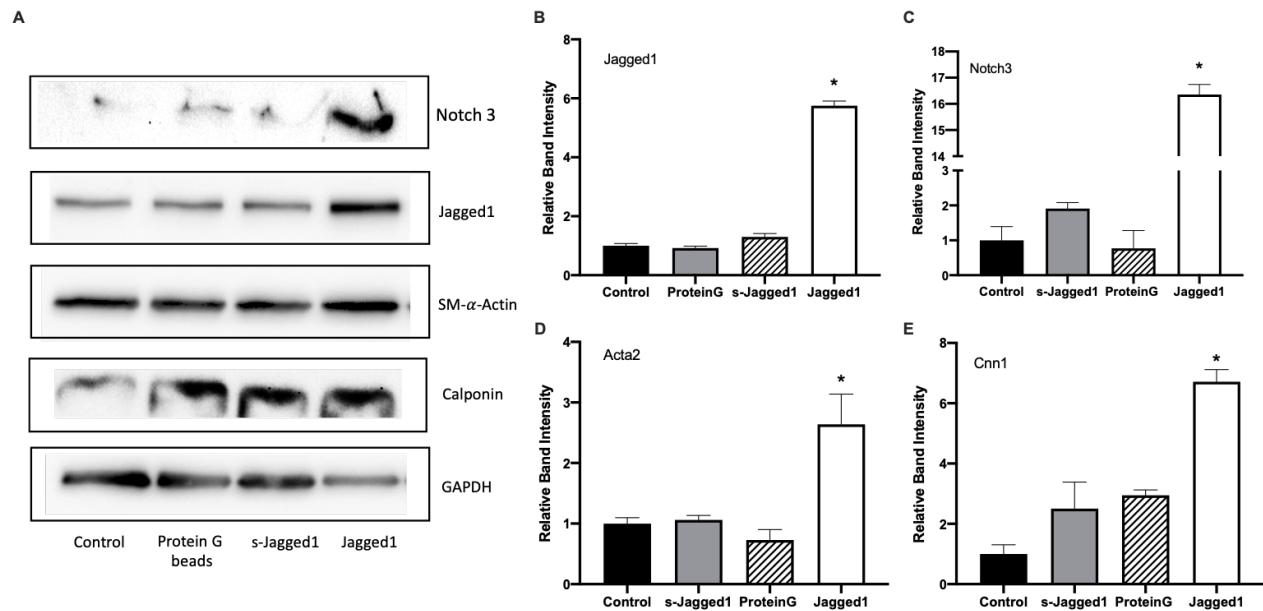 A
Notch 3
Jagged1
SM-α-Actin
Calponin
GAPDH
Control
Protein G
beads
s-Jagged1
Jagged1
B
Jagged1
Relative Band Intensity
8
6
4
2
0
*
Control
ProteinG
s-Jagged1
Jagged1
C
Notch3
Relative Band Intensity
18
17
16
15
14
3
2
1
0
*
Control
s-Jagged1
ProteinG
Jagged1
D
Acta2
Relative Band Intensity
4
3
2
1
0
*
Control
s-Jagged1
ProteinG
Jagged1
E
Cnn1
Relative Band Intensity
8
6
4
2
0
*
Control
s-Jagged1
ProteinG
Jagged1